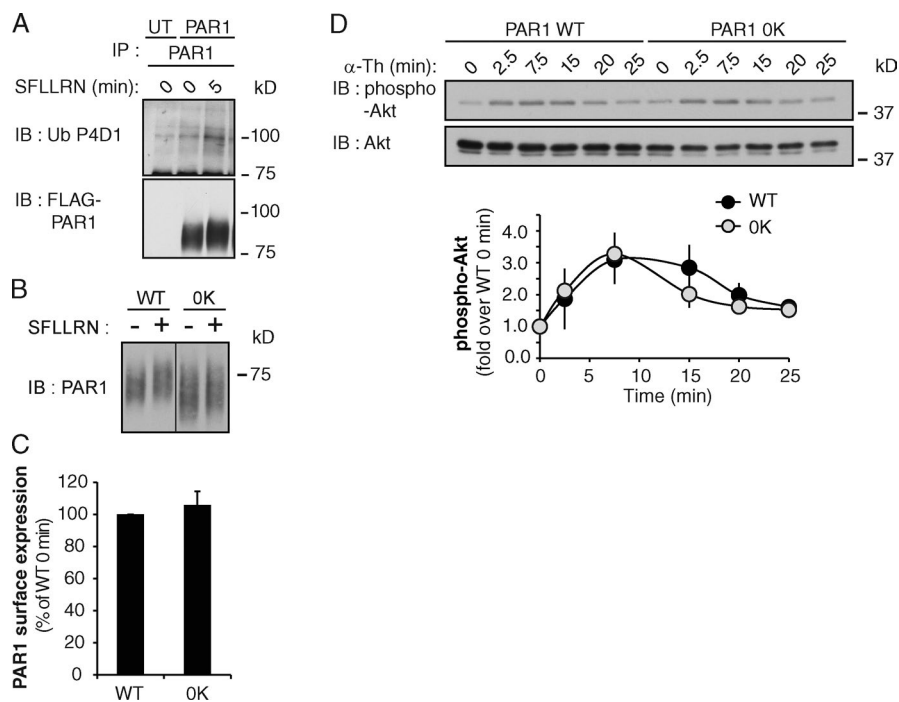 A
UT PAR1
IP : PAR1
SFLLRN (min): 0 0 5 kD
IB : Ub P4D1
- 100
- 75
IB : FLAG-
PAR1
- 100
- 75
B
WT 0K
SFLLRN : - + - +
kD
IB : PAR1
- 75
C
PAR1 surface expression
(% of WT 0 min)
120
100
80
60
40
20
0
WT 0K
D
PAR1 WT PAR1 0K
α-Th (min): 0 2.5 7.5 15 20 25 0 2.5 7.5 15 20 25 kD
IB : phospho
-Akt
- 37
IB : Akt
- 37
WT
0K
phospho-Akt
(fold over WT 0 min)
4.0
3.0
2.0
1.0
0.0
0 5 10 15 20 25
Time (min)